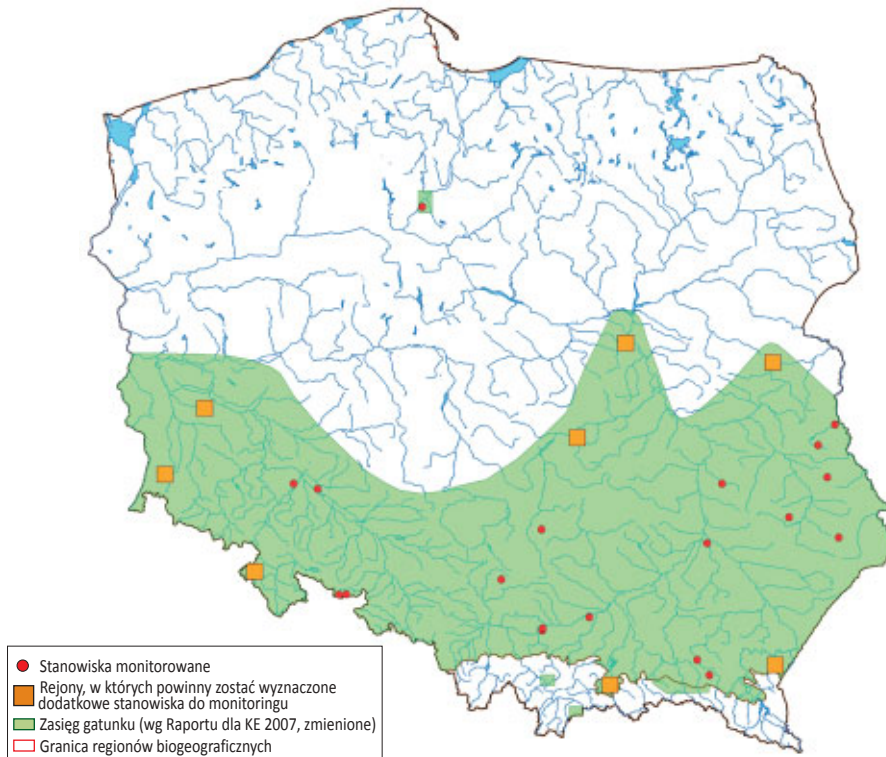 Stanowiska monitorowane
Rejony, w których powinny zostać wyznaczone
dodatkowe stanowiska do monitoringu
Zasięg gatunku (wg Raportu dla KE 2007, zmienione)
Granica regionów biogeograficznych